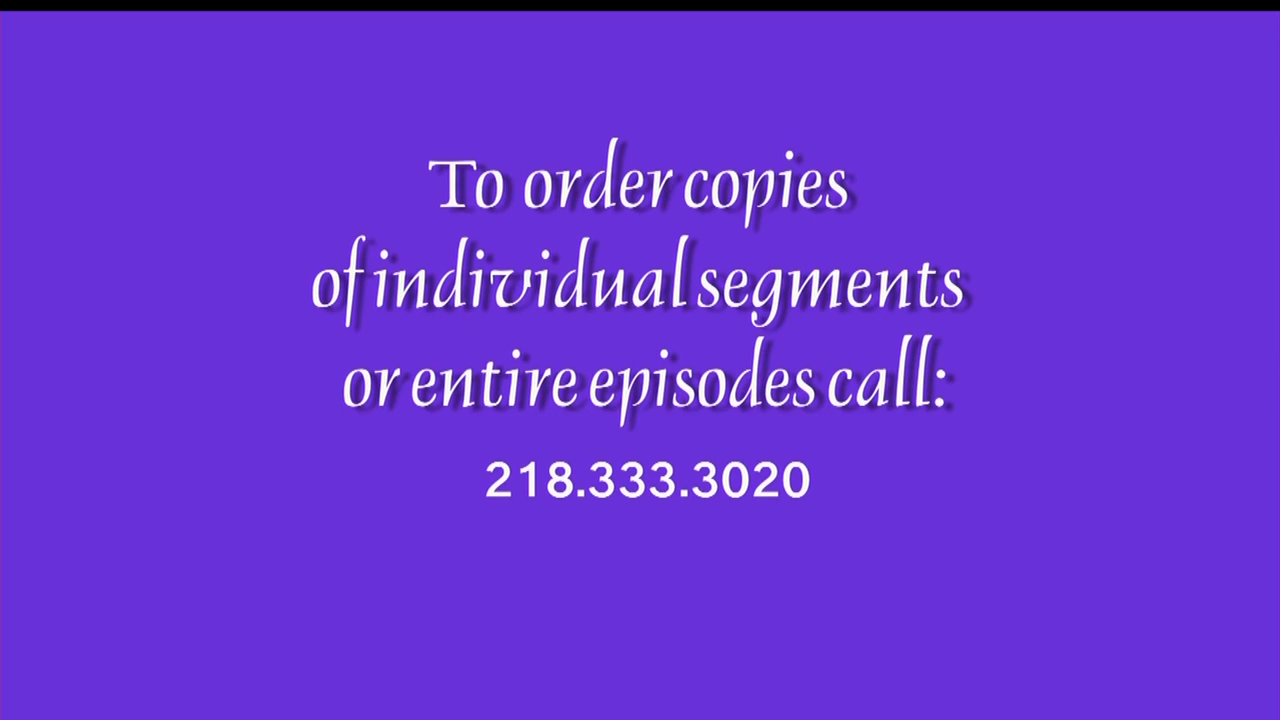 To order copies
of individual segments
or entire episodes call:
218.333.3020